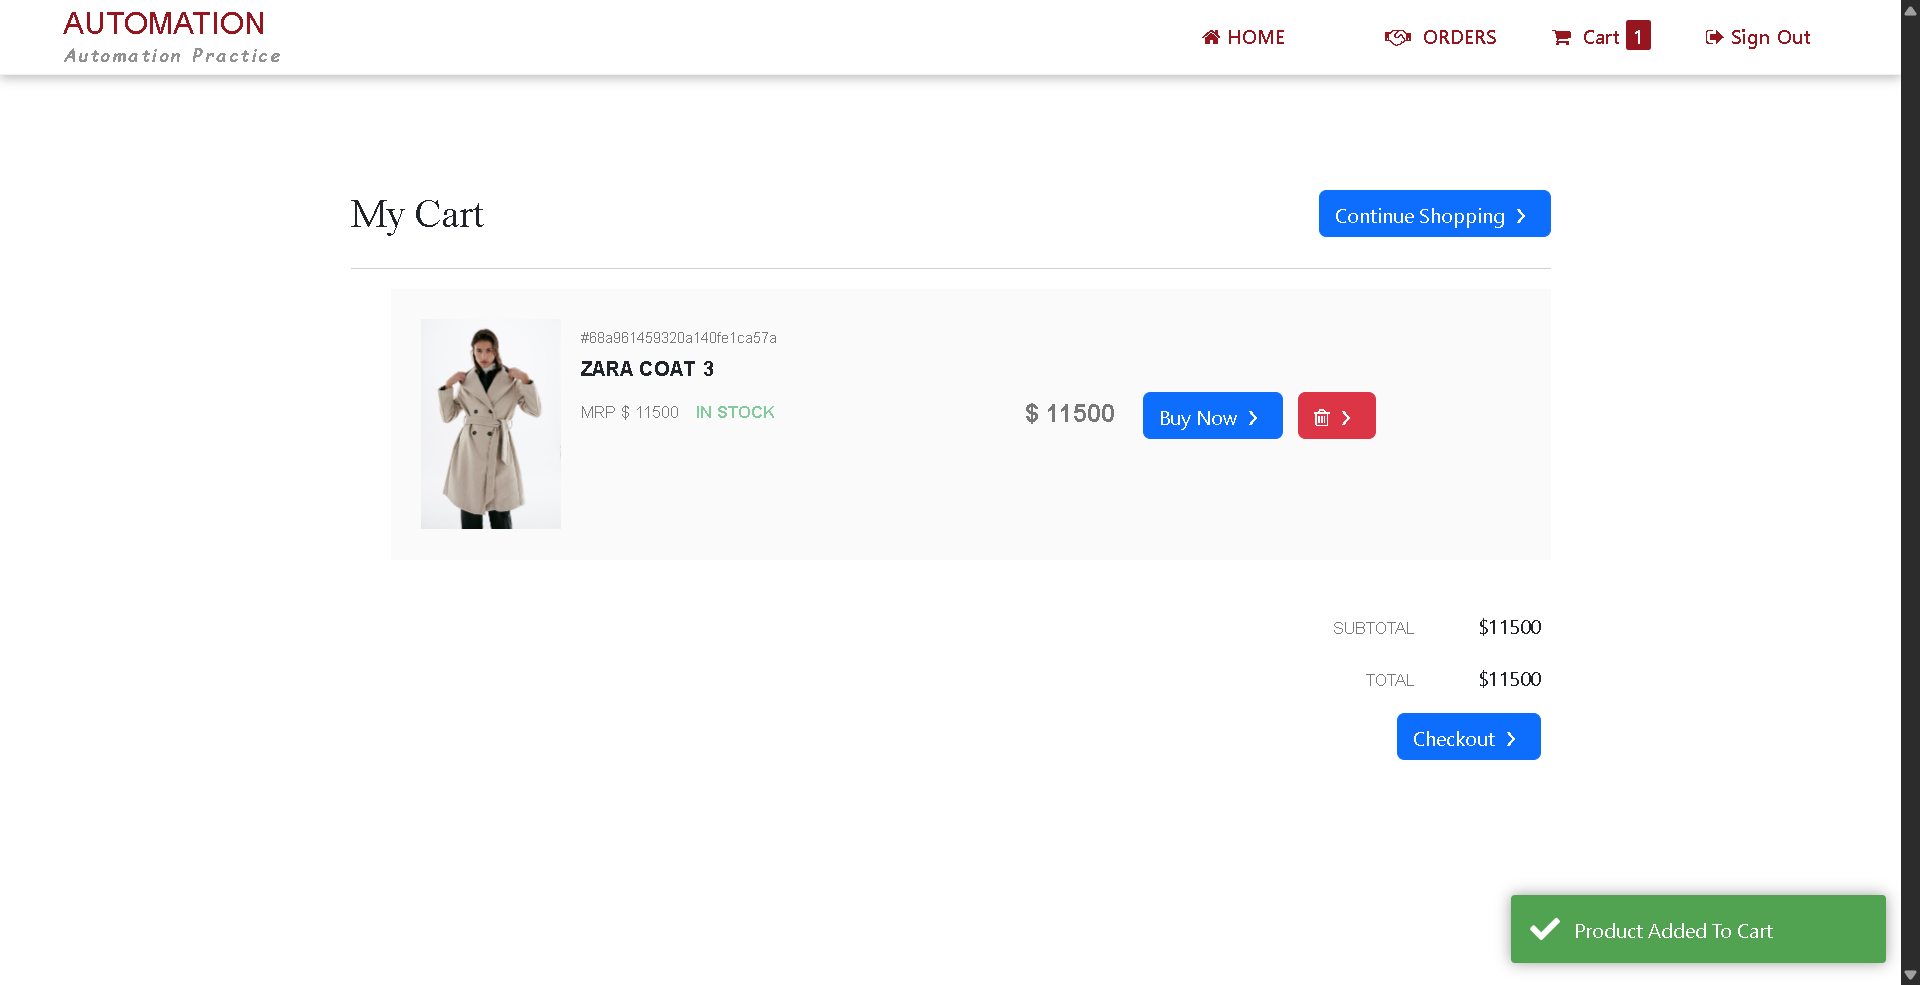 AUTOMATION
Automation Practice
HOME
ORDERS
Cart 1
Sign Out
My Cart
Continue Shopping
#68a961459320a140fe1ca57a
ZARA COAT 3
MRP $ 11500 IN STOCK
$ 11500
Buy Now
SUBTOTAL $11500
TOTAL $11500
Checkout
Product Added To Cart